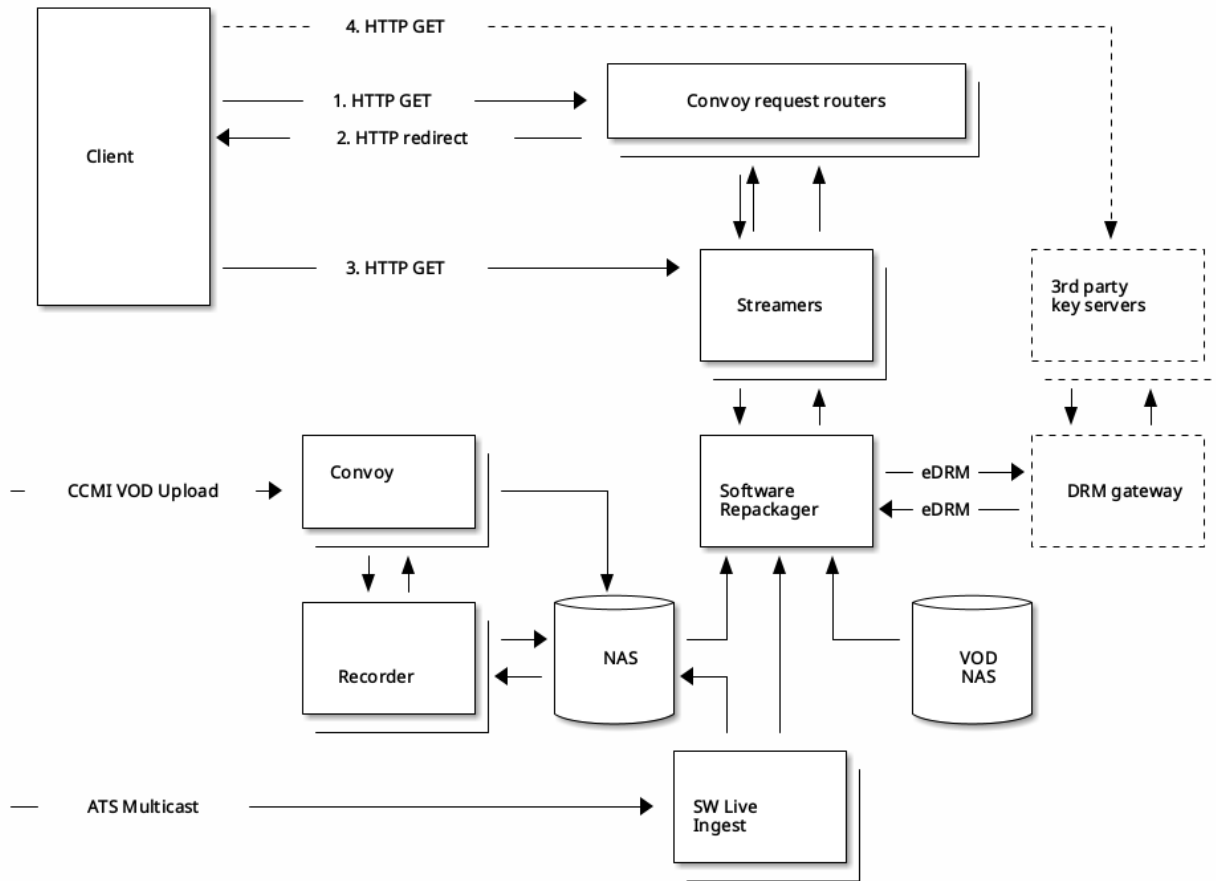 4. HTTP GET
1. HTTP GET
Convoy request routers
2. HTTP redirect
Client
3. HTTP GET
Streamers
3rd party
key servers
CCMI VOD Upload
Convoy
Software
Repackager
eDRM
eDRM
DRM gateway
Recorder
NAS
VOD
NAS
ATS Multicast
SW Live
Ingest